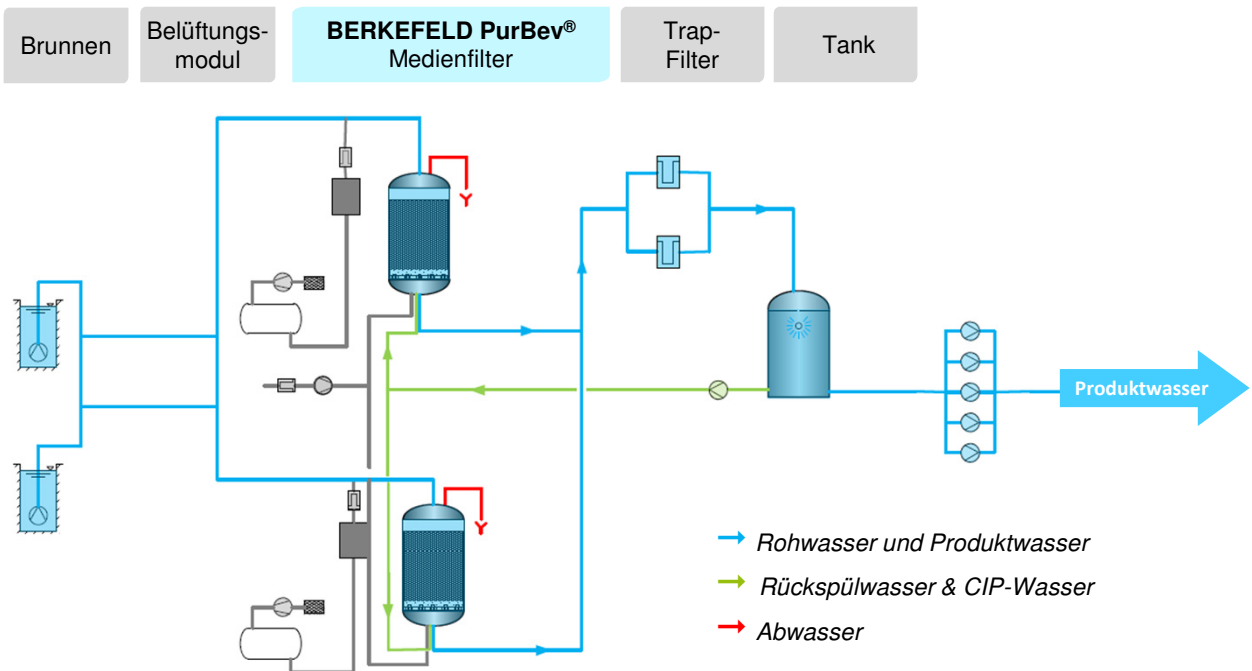 Brunnen
Belüftungs-
modul
BERKEFELD PurBev®
Medienfilter
Trap-
Filter
Tank
Produktwasser
Rohwasser und Produktwasser
Rückspülwasser & CIP-Wasser
Abwasser